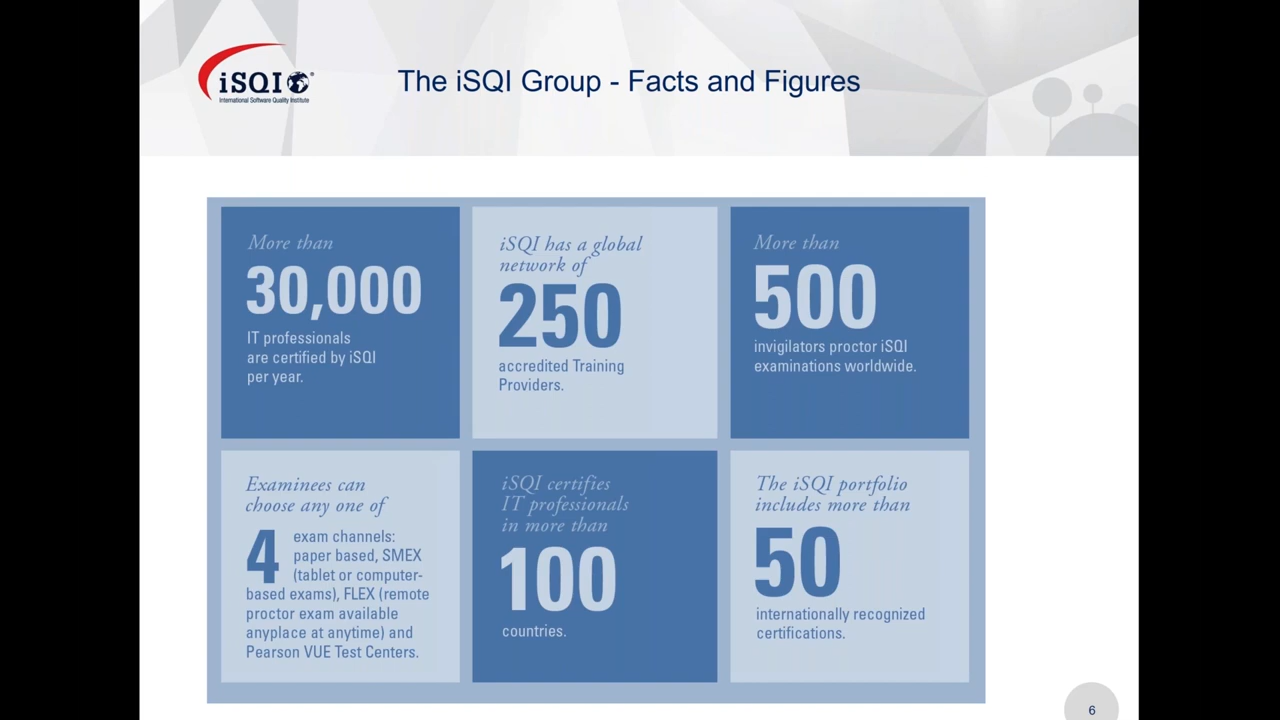 iSQI
®
International Software Quality Institute
The iSQI Group - Facts and Figures
More than
30,000
IT professionals
are certified by iSQI
per year.
iSQI has a global
network of
250
accredited Training
Providers.
More than
500
invigilators proctor iSQI
examinations worldwide.
Examinees can
choose any one of
4 exam channels:
paper based, SMEX
(tablet or computer-
based exams), FLEX (remote
proctor exam available
anyplace at anytime) and
Pearson VUE Test Centers.
iSQI certifies
IT professionals
in more than
100
countries.
The iSQI portfolio
includes more than
50
internationally recognized
certifications.
6